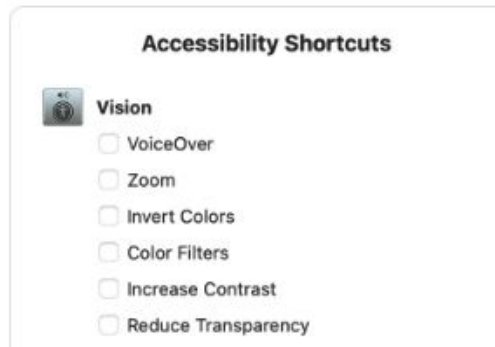 Accessibility Shortcuts
Vision
VoiceOver
Zoom
Invert Colors
Color Filters
Increase Contrast
Reduce Transparency